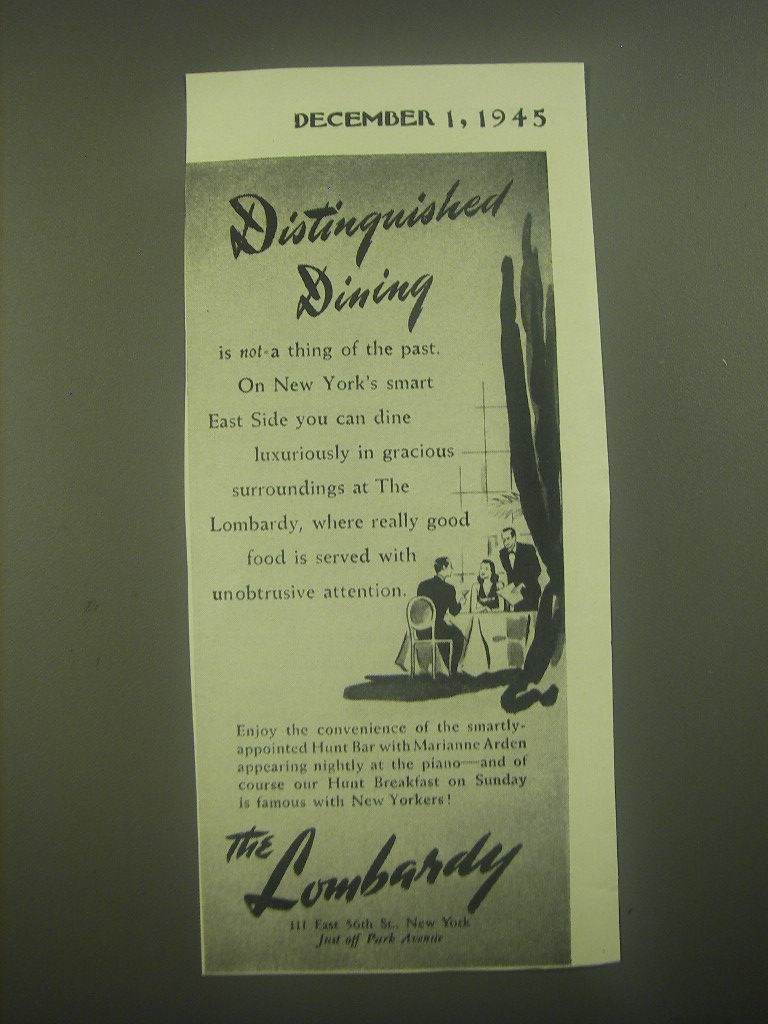 DECEMBER 1, 1945
Distinguished
Dining
is not a thing of the past.
On New York's smart
East Side you can dine
luxuriously in gracious
surroundings at The
Lombardy, where really good
food is served with
unobtrusive attention.
Enjoy the convenience of the smartly-
appointed Hunt Bar with Marianne Arden
appearing nightly at the piano—and of
course our Hunt Breakfast on Sunday
is famous with New Yorkers!
The
Lombardy
111 East 56th St., New York
Just off Park Avenue